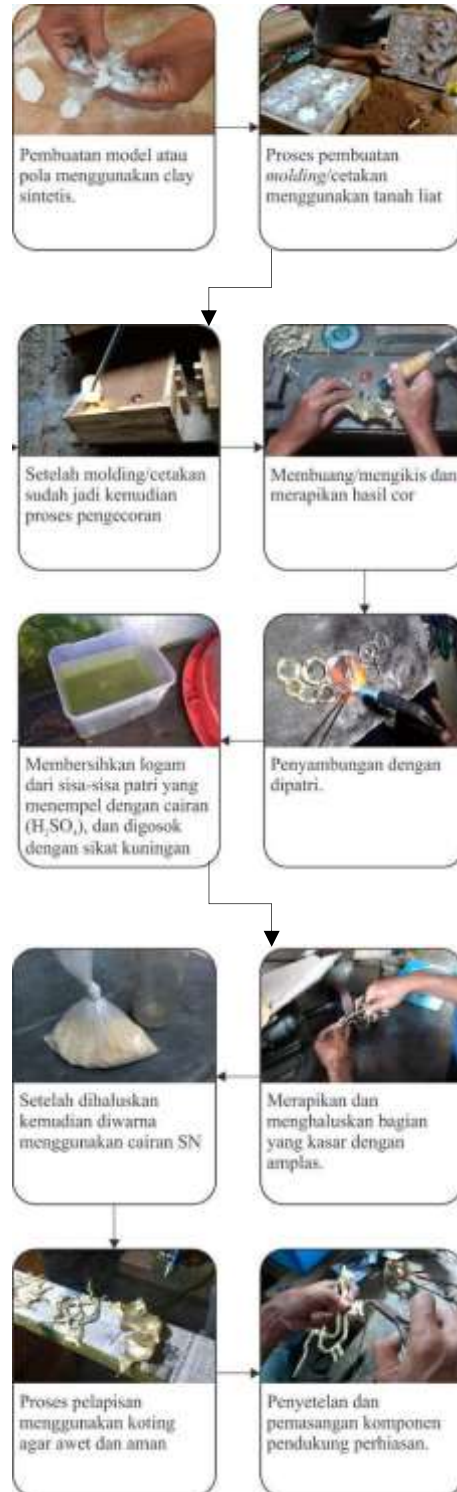 Pembuatan model atau
pola menggunakan clay
sintetis.
Proses pembuatan
molding/cetakan
menggunakan tanah liat
Setelah molding/cetakan
sudah jadi kemudian
proses pengecoran
Membuang/mengikis dan
merapikan hasil cor
Penyambungan dengan
dipatri.
Membersihkan logam
dari sisa-sisa patri yang
menempel dengan cairan
(H₂SO₄), dan digosok
dengan sikat kuningan
Merapikan dan
menghaluskan bagian
yang kasar dengan
amplas.
Setelah dihaluskan
kemudian diwarna
menggunakan cairan SN
Proses pelapisan
menggunakan koting
agar awet dan aman
Penyetelan dan
pemasangan komponen
pendukung perhiasan.